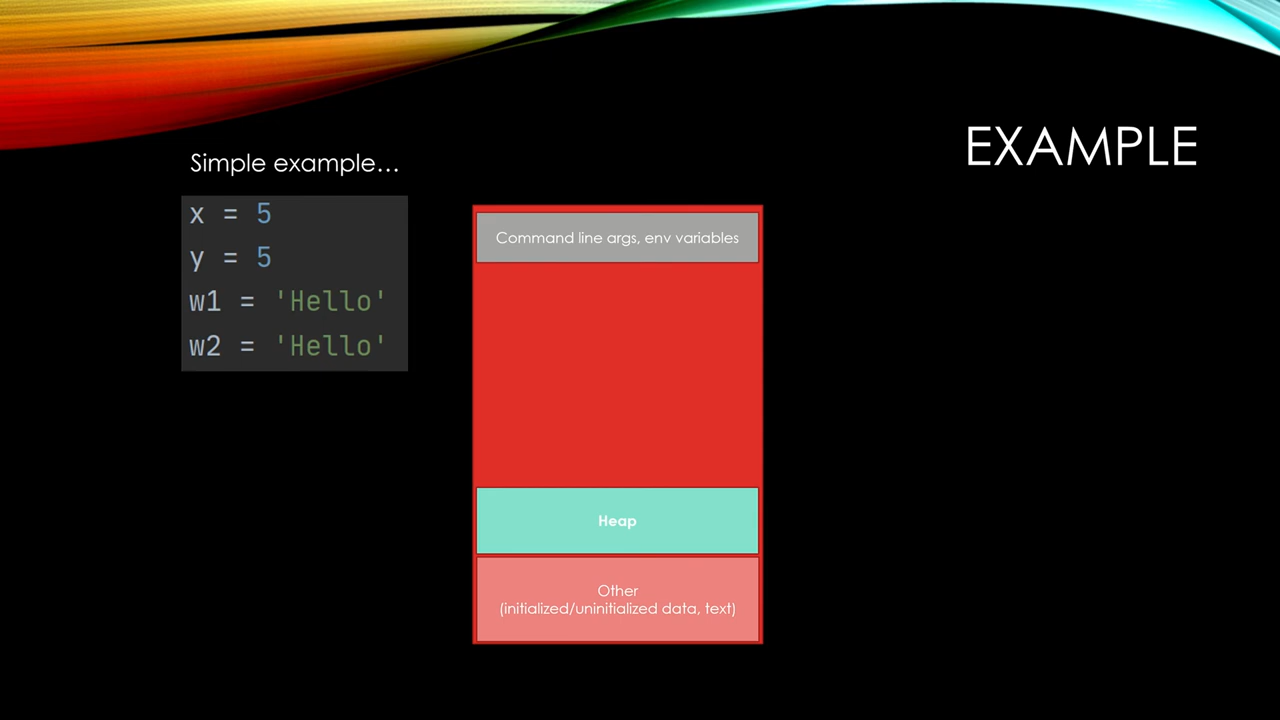 EXAMPLE
Simple example...
x = 5
y = 5
w1 = 'Hello'
w2 = 'Hello'
Command line args, env variables
Heap
Other
(initialized/uninitialized data, text)